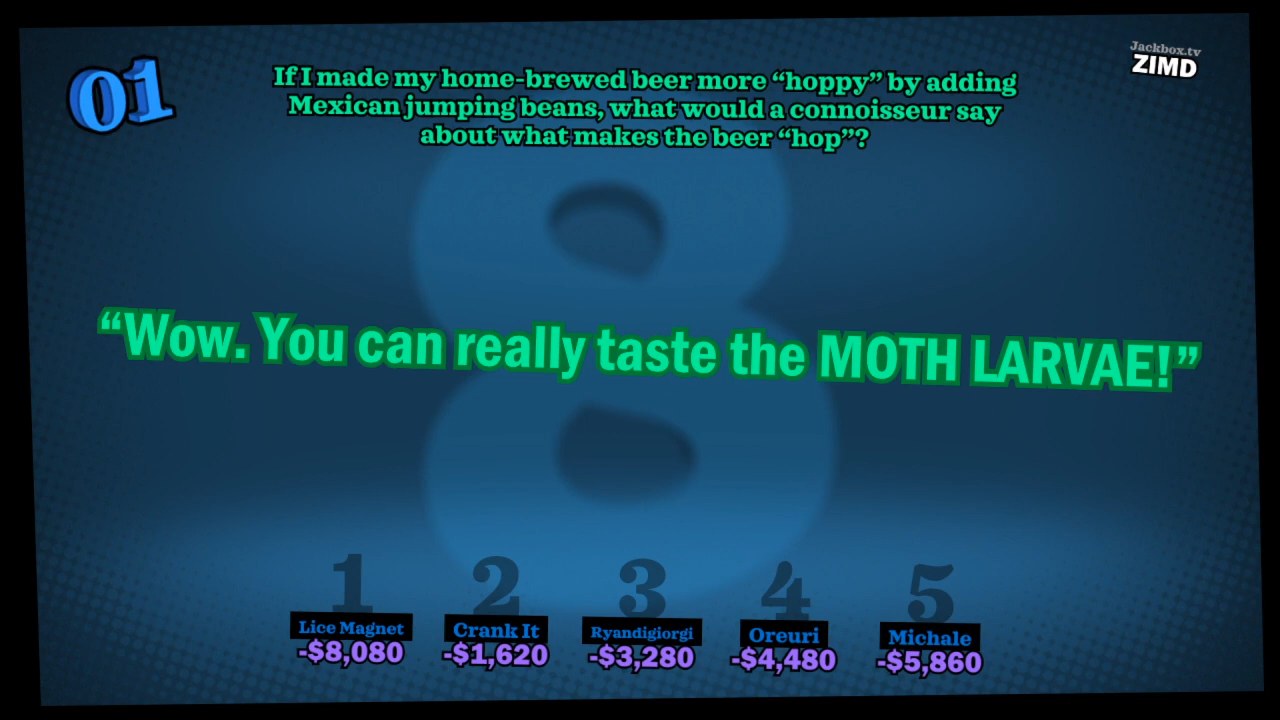 01
If I made my home-brewed beer more “hoppy” by adding
Mexican jumping beans, what would a connoisseur say
about what makes the beer “hop”?
Jackbox.tv
ZIMD
8
“Wow. You can really taste the MOTH LARVAE!”
1 2 3 4 5
Lice Magnet Crank It Ryandigiorgi Oreuri Michale
-$8,080 -$1,620 -$3,280 -$4,480 -$5,860